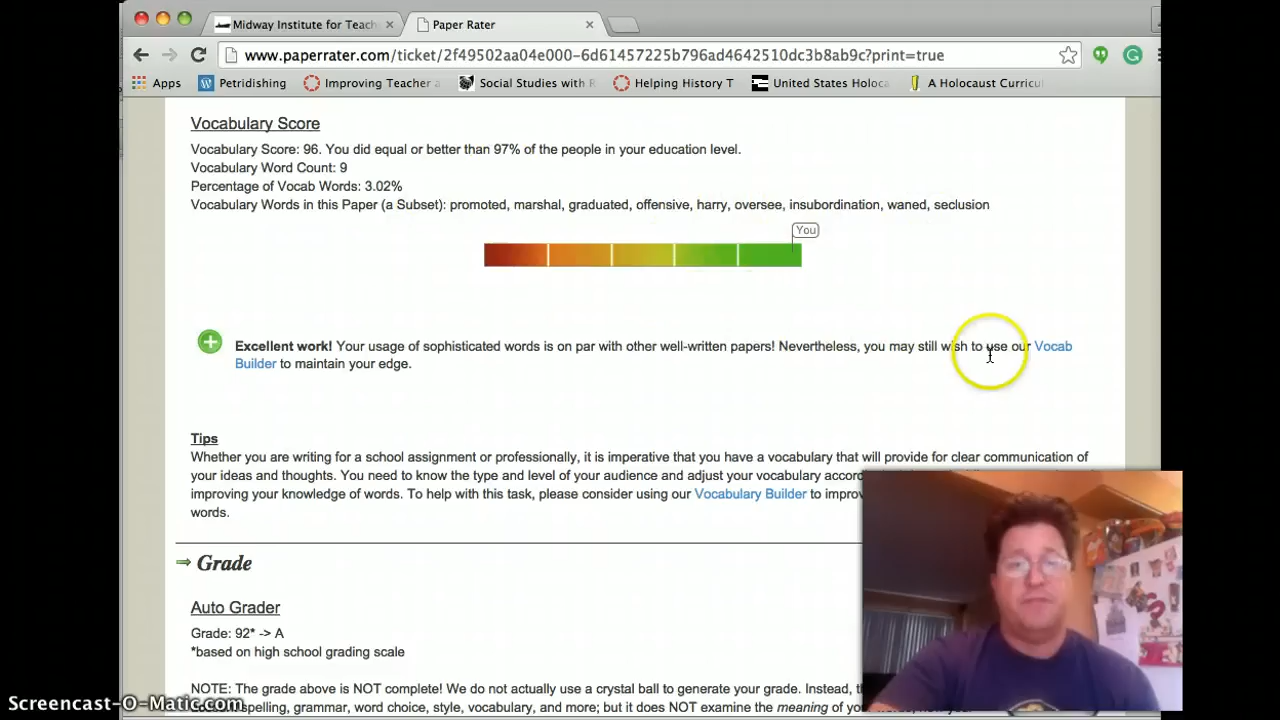 Midway Institute for Teach
Paper Rater
www.paperrater.com/ticket/2f49502aa04e000-6d61457225b796ad4642510dc3b8ab9c?print=true
Apps Petridishing Improving Teacher Social Studies with R Helping History T United States Holoca A Holocaust Curricu
Vocabulary Score
Vocabulary Score: 96. You did equal or better than 97% of the people in your education level.
Vocabulary Word Count: 9
Percentage of Vocab Words: 3.02%
Vocabulary Words in this Paper (a Subset): promoted, marshal, graduated, offensive, harry, oversee, insubordination, waned, seclusion
You
Excellent work! Your usage of sophisticated words is on par with other well-written papers! Nevertheless, you may still wish to use our Vocab
Builder to maintain your edge.
Tips
Whether you are writing for a school assignment or professionally, it is imperative that you have a vocabulary that will provide for clear communication of
your ideas and thoughts. You need to know the type and level of your audience and adjust your vocabulary accord
improving your knowledge of words. To help with this task, please consider using our Vocabulary Builder to improv
words.
Grade
Auto Grader
Grade: 92* -> A
*based on high school grading scale
NOTE: The grade above is NOT complete! We do not actually use a crystal ball to generate your grade. Instead, th
spelling, grammar, word choice, style, vocabulary, and more; but it does NOT examine the meaning of
Screencast-O-Matic.com